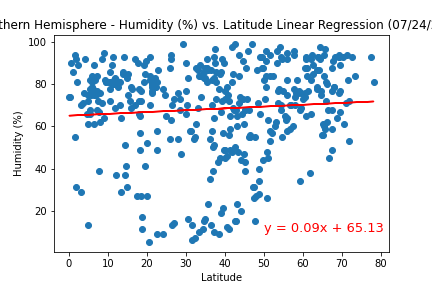 thern Hemisphere - Humidity (%) vs. Latitude Linear Regression (07/24/
100
80
60
40
20
Humidity (%)
y = 0.09x + 65.13
0 10 20 30 40 50 60 70 80
Latitude